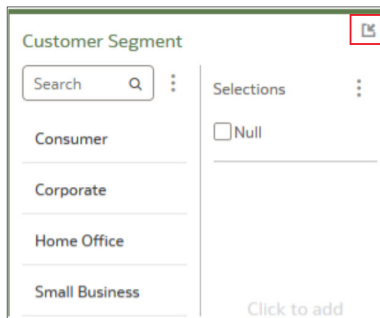 Customer Segment
Search
Selections
Null
Consumer
Corporate
Home Office
Small Business
Click to add